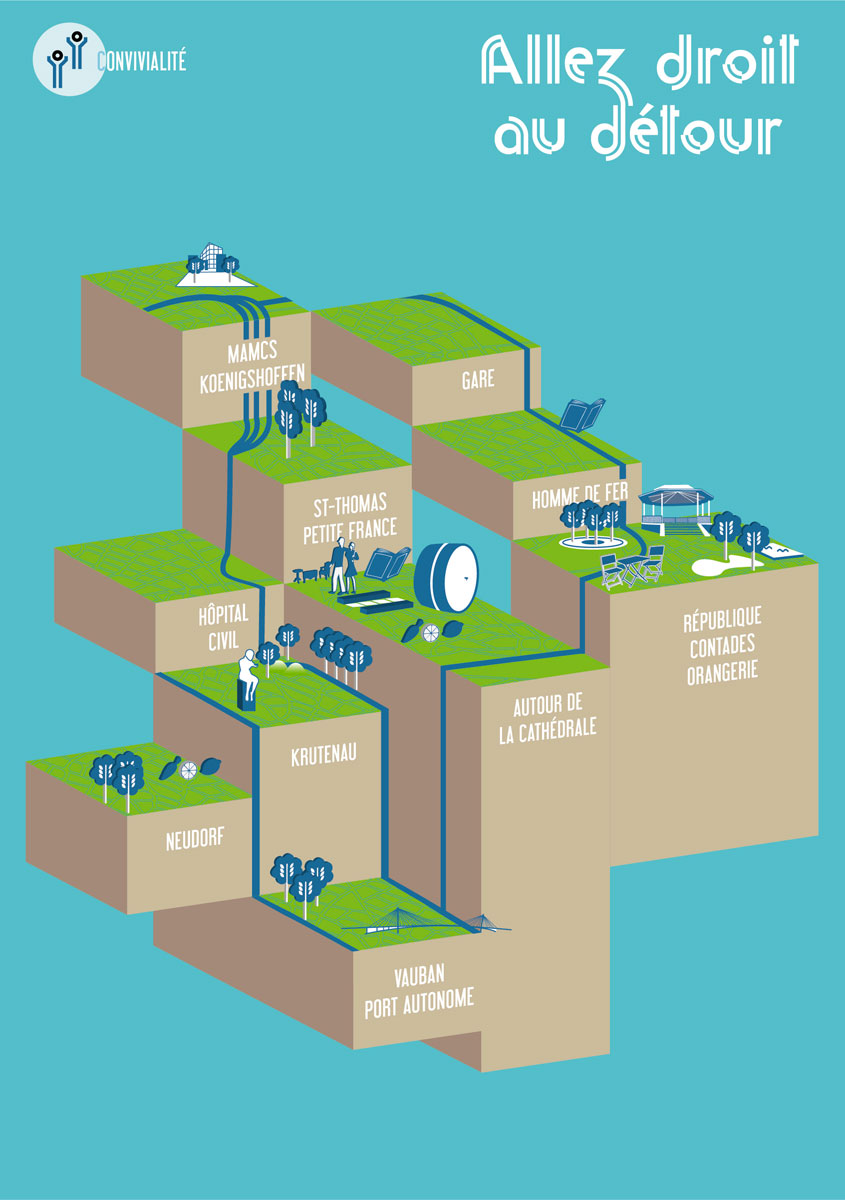 CONVIVIALITÉ
Allez droit
au détour
MAMCS
KOENIGSHOFFEN
GARE
HOMME DE FER
ST-THOMAS
PETITE FRANCE
HÔPITAL
CIVIL
RÉPUBLIQUE
CONTADES
ORANGERIE
AUTOUR DE
LA CATHÉDRALE
KRUTENAU
NEUDORF
VAUBAN
PORT AUTONOME